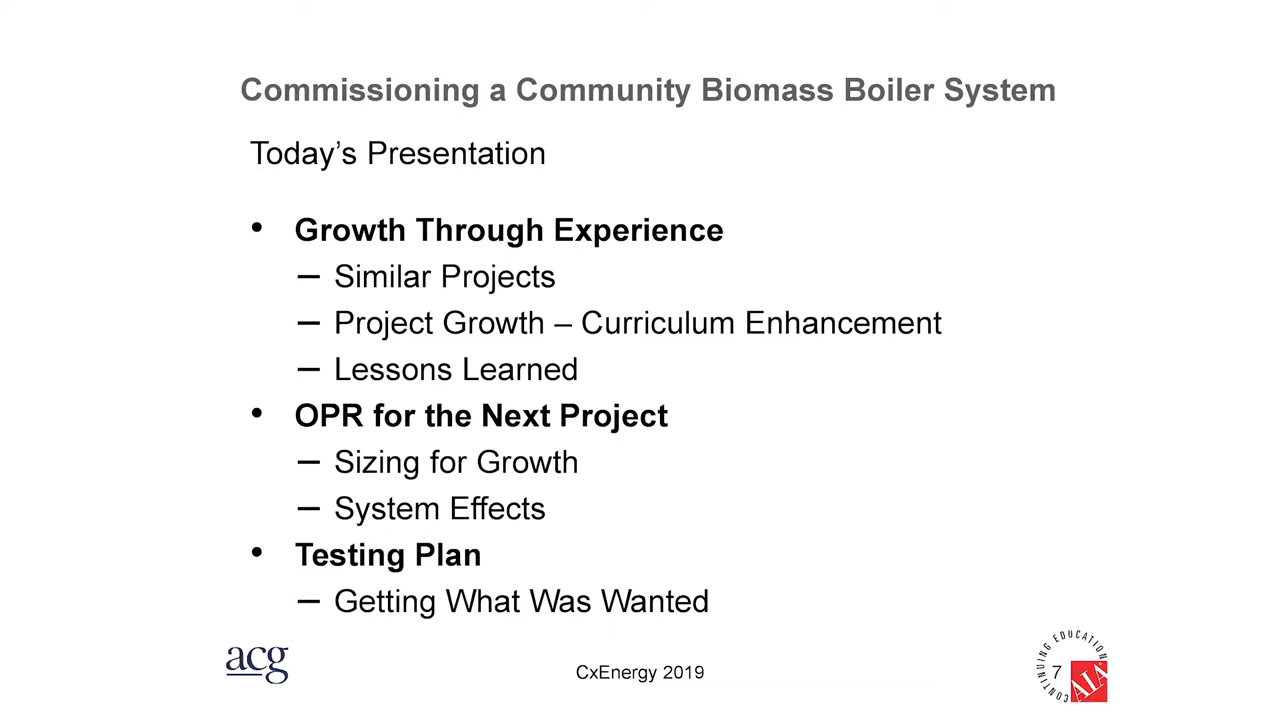 Commissioning a Community Biomass Boiler System
Today’s Presentation
• Growth Through Experience
– Similar Projects
– Project Growth – Curriculum Enhancement
– Lessons Learned
• OPR for the Next Project
– Sizing for Growth
– System Effects
• Testing Plan
– Getting What Was Wanted
acg
CxEnergy 2019
CONTINUING EDUCATION
7
AIA